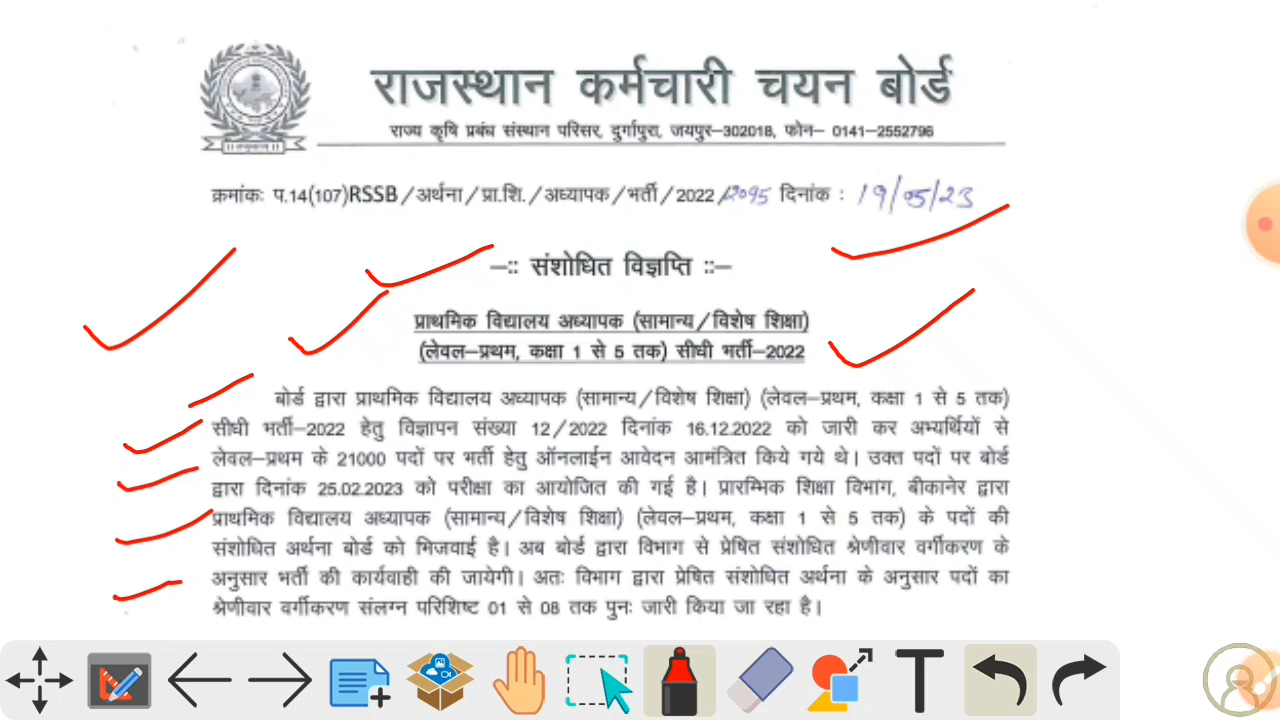 राजस्थान कर्मचारी चयन बोर्ड
राज्य कृषि प्रबंध संस्थान परिसर, दुर्गापुरा, जयपुर–302018, फोन– 0141–2552796
क्रमांकः प.14(107)RSSB/अर्थना/प्रा.शि./अध्यापक/भर्ती/2022/2095 दिनांक : 19/05/23
–:: संशोधित विज्ञप्ति ::–
प्राथमिक विद्यालय अध्यापक (सामान्य/विशेष शिक्षा)
(लेवल–प्रथम, कक्षा 1 से 5 तक) सीधी भर्ती–2022
बोर्ड द्वारा प्राथमिक विद्यालय अध्यापक (सामान्य/विशेष शिक्षा) (लेवल–प्रथम, कक्षा 1 से 5 तक)
सीधी भर्ती–2022 हेतु विज्ञापन संख्या 12/2022 दिनांक 16.12.2022 को जारी कर अभ्यर्थियों से
लेवल–प्रथम के 21000 पदों पर भर्ती हेतु ऑनलाईन आवेदन आमंत्रित किये गये थे। उक्त पदों पर बोर्ड
द्वारा दिनांक 25.02.2023 को परीक्षा का आयोजित की गई है। प्रारम्भिक शिक्षा विभाग, बीकानेर द्वारा
प्राथमिक विद्यालय अध्यापक (सामान्य/विशेष शिक्षा) (लेवल–प्रथम, कक्षा 1 से 5 तक) के पदों की
संशोधित अर्थना बोर्ड को भिजवाई है। अब बोर्ड द्वारा विभाग से प्रेषित संशोधित श्रेणीवार वर्गीकरण के
अनुसार भर्ती की कार्यवाही की जायेगी। अतः विभाग द्वारा प्रेषित संशोधित अर्थना के अनुसार पदों का
श्रेणीवार वर्गीकरण संलग्न परिशिष्ट 01 से 08 तक पुनः जारी किया जा रहा है।
T